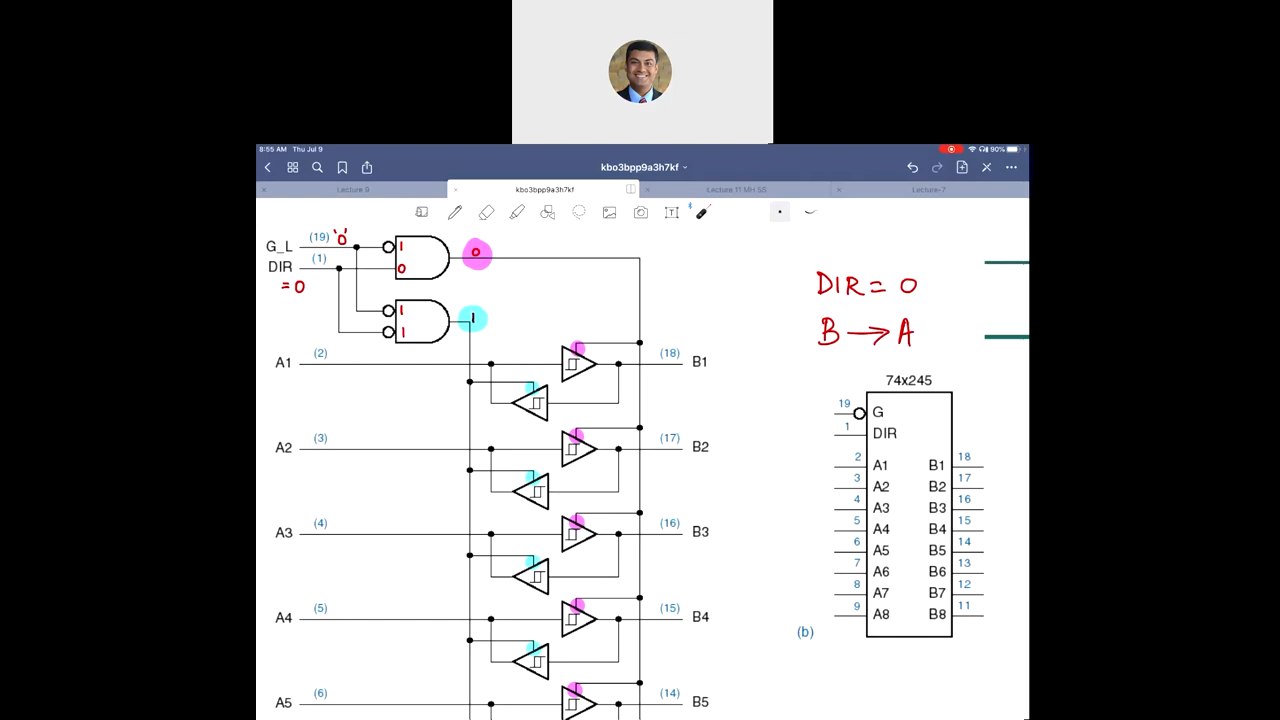 8:55 AM Thu Jul 9
90%
kbo3bpp9a3h7kf
Lecture 9
kbo3bpp9a3h7kf
Lecture 11 MH SS
Lecture-7
G_L (19) '0' 1 0
DIR (1) 0
= 0
1 1
1
A1 (2) (18) B1
A2 (3) (17) B2
A3 (4) (16) B3
A4 (5) (15) B4
A5 (6) (14) B5
DIR = 0
B → A
74x245
19 G
1 DIR
2 A1 B1 18
3 A2 B2 17
4 A3 B3 16
5 A4 B4 15
6 A5 B5 14
7 A6 B6 13
8 A7 B7 12
9 A8 B8 11
(b)